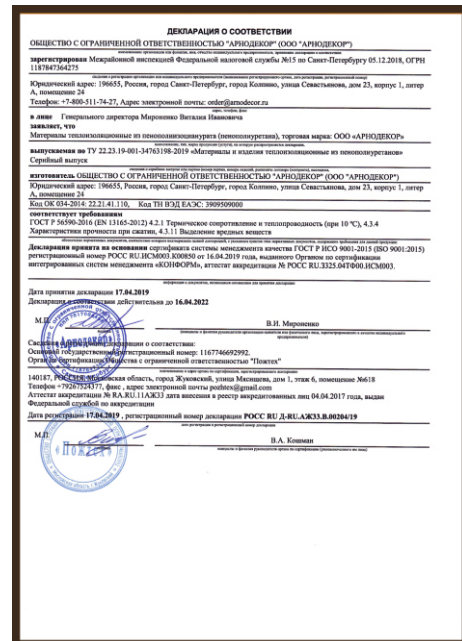 ДЕКЛАРАЦИЯ О СООТВЕТСТВИИ
ОБЩЕСТВО С ОГРАНИЧЕННОЙ ОТВЕТСТВЕННОСТЬЮ "АРНОДЕКОР" (ООО "АРНОДЕКОР")
зарегистрирован Межрайонной инспекцией Федеральной налоговой службы №15 по Санкт-Петербургу 05.12.2018, ОГРН
1187847364275
Юридический адрес: 196655, Россия, город Санкт-Петербург, город Колпино, улица Севастьянова, дом 23, корпус 1, литер
А, помещение 24
Телефон: +7-800-511-74-27, Адрес электронной почты: order@arnodecor.ru
адрес, телефон, факс
в лице Генерального директора Мироненко Виталия Ивановича
заявляет, что
Материалы теплоизоляционные из пенополиизоцианурата (пенополиуретана), торговая марка: ООО «АРНОДЕКОР»
выпускаемая по ТУ 22.23.19-001-34763198-2019 «Материалы и изделия теплоизоляционные из пенополиуретанов»
Серийный выпуск
изготовитель ОБЩЕСТВО С ОГРАНИЧЕННОЙ ОТВЕТСТВЕННОСТЬЮ "АРНОДЕКОР" (ООО "АРНОДЕКОР")
Юридический адрес: 196655, Россия, город Санкт-Петербург, город Колпино, улица Севастьянова, дом 23, корпус 1, литер
А, помещение 24
Код ОК 034-2014: 22.21.41.110, Код ТН ВЭД ЕАЭС: 3909509000
соответствует требованиям
ГОСТ Р 56590-2016 (EN 13165-2012) 4.2.1 Термическое сопротивление и теплопроводность (при 10 °С), 4.3.4
Характеристики прочности при сжатии, 4.3.11 Выделение вредных веществ
Декларация принята на основании сертификата системы менеджмента качества ГОСТ Р ИСО 9001-2015 (ISO 9001:2015)
регистрационный номер РОСС RU.ИСМ003.К00850 от 16.04.2019 года, выданного Органом по сертификации
интегрированных систем менеджмента «КОНФОРМ», аттестат аккредитации № РОСС RU.3325.04ТФ00.ИСМ003.
Дата принятия декларации 17.04.2019
Декларация о соответствии действительна до 16.04.2022
М.П.
В.И. Мироненко
Сведения о регистрации декларации о соответствии:
Основной государственный регистрационный номер: 1167746692992.
Орган по сертификации Общества с ограниченной ответственностью "Пожтех"
140187, РОССИЯ, Московская область, город Жуковский, улица Мясищева, дом 1, этаж 6, помещение №618
Телефон +79267524377, факс , адрес электронной почты pozhtex@gmail.com
Аттестат аккредитации № RA.RU.11АЖ33 дата внесения в реестр аккредитованных лиц 04.04.2017 года, выдан
Федеральной службой по аккредитации
Дата регистрации 17.04.2019 , регистрационный номер декларации РОСС RU Д-RU.АЖ33.В.00204/19
М.П.
В.А. Кошман
Арнодекор
«ПОЖТЕХ»